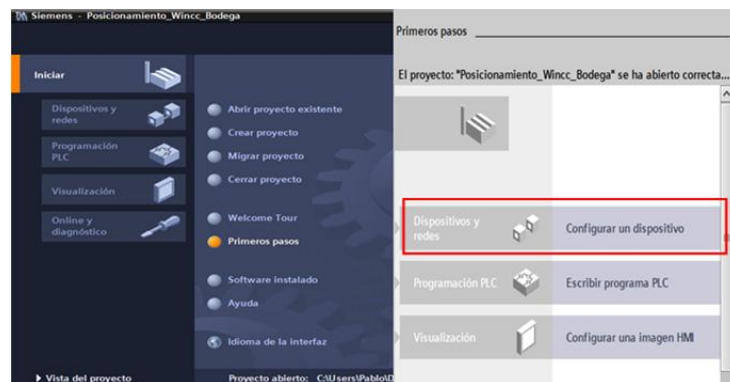 Siemens - Posicionamiento_Wincc_Bodega
Iniciar
Dispositivos y
redes
Programación
PLC
Visualización
Online y
diagnóstico
Abrir proyecto existente
Crear proyecto
Migrar proyecto
Cerrar proyecto
Welcome Tour
Primeros pasos
Software instalado
Ayuda
Idioma de la interfaz
Vista del proyecto
Proyecto abierto: C:\Users\Pablo\D
Primeros pasos
El proyecto: "Posicionamiento_Wincc_Bodega" se ha abierto correcta...
Dispositivos y
redes
Configurar un dispositivo
Programación PLC
Escribir programa PLC
Visualización
Configurar una imagen HMI